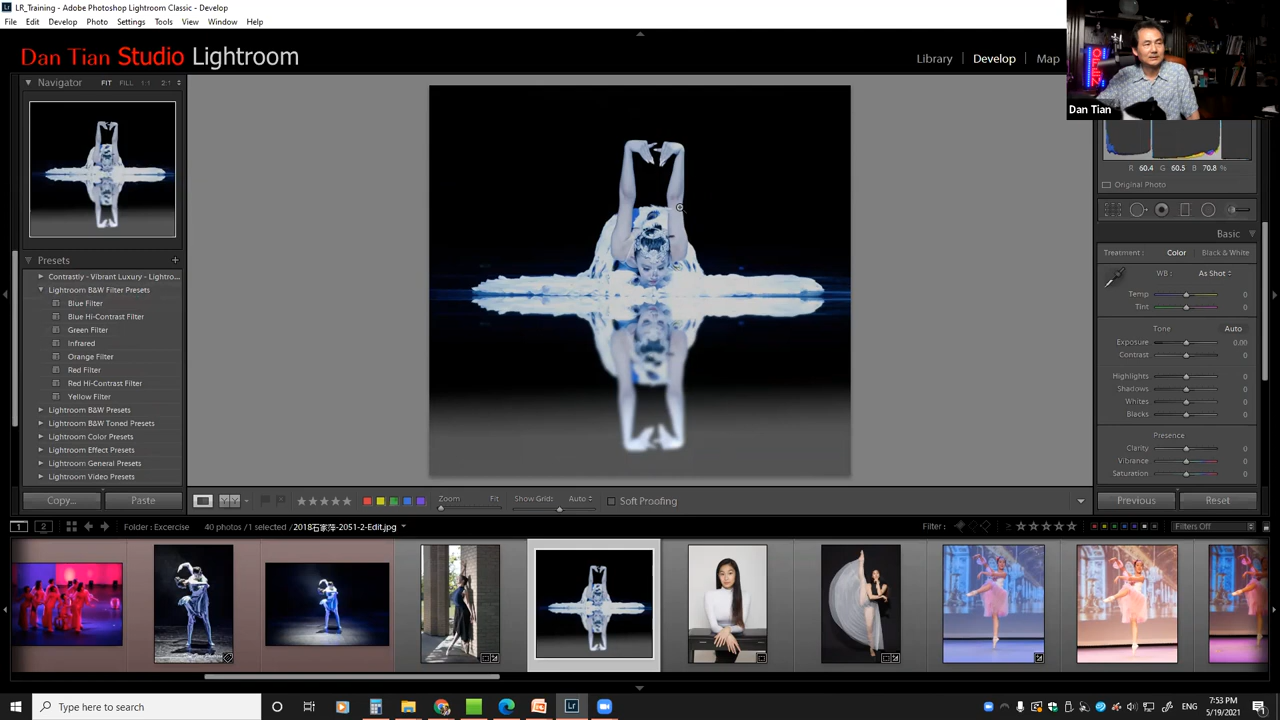 LR_Training - Adobe Photoshop Lightroom Classic - Develop
File Edit Develop Photo Settings Tools View Window Help
Dan Tian Studio Lightroom
Library Develop Map
Dan Tian
Navigator FIT FILL 1:1 2:1
R 60.4 G 60.5 B 70.8 %
Original Photo
Basic
Treatment: Color Black & White
WB: As Shot
Temp 0
Tint 0
Tone Auto
Exposure 0.00
Contrast 0
Highlights 0
Shadows 0
Whites 0
Blacks 0
Presence
Clarity 0
Vibrance 0
Saturation 0
Presets +
Contrastly - Vibrant Luxury - Lightro...
Lightroom B&W Filter Presets
Blue Filter
Blue Hi-Contrast Filter
Green Filter
Infrared
Orange Filter
Red Filter
Red Hi-Contrast Filter
Yellow Filter
Lightroom B&W Presets
Lightroom B&W Toned Presets
Lightroom Color Presets
Lightroom Effect Presets
Lightroom General Presets
Lightroom Video Presets
Copy... Paste
Zoom Fit Show Grids: Auto Soft Proofing
Previous Reset
1 2 Folder : Excercise 40 photos / 1 selected / 2018石家萍-2051-2-Edit.jpg
Filter : Filters Off
Type here to search
ENG
7:53 PM
5/19/2021